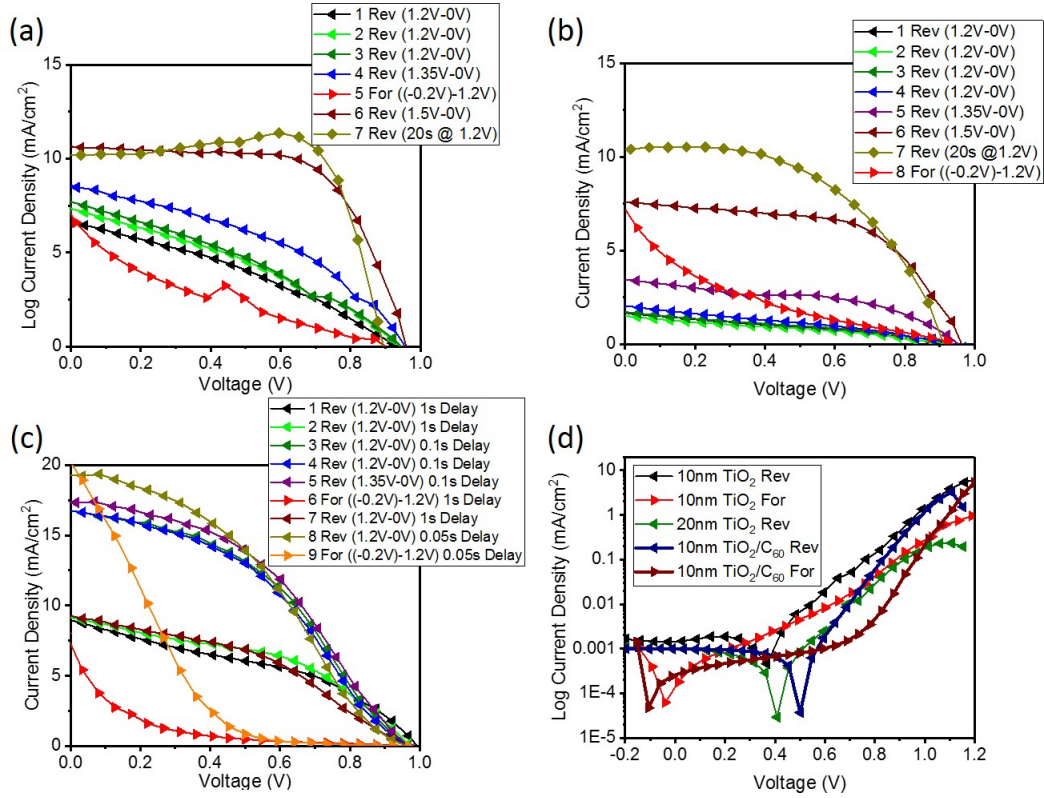 (a)
1 Rev (1.2V-0V)
2 Rev (1.2V-0V)
3 Rev (1.2V-0V)
4 Rev (1.35V-0V)
5 For ((-0.2V)-1.2V)
6 Rev (1.5V-0V)
7 Rev (20s @ 1.2V)
Log Current Density (mA/cm²)
15
10
5
0
0.0 0.2 0.4 0.6 0.8 1.0
Voltage (V)
(b)
1 Rev (1.2V-0V)
2 Rev (1.2V-0V)
3 Rev (1.2V-0V)
4 Rev (1.2V-0V)
5 Rev (1.35V-0V)
6 Rev (1.5V-0V)
7 Rev (20s @1.2V)
8 For ((-0.2V)-1.2V)
Current Density (mA/cm²)
15
10
5
0
0.0 0.2 0.4 0.6 0.8 1.0
Voltage (V)
(c)
1 Rev (1.2V-0V) 1s Delay
2 Rev (1.2V-0V) 1s Delay
3 Rev (1.2V-0V) 0.1s Delay
4 Rev (1.2V-0V) 0.1s Delay
5 Rev (1.35V-0V) 0.1s Delay
6 For ((-0.2V)-1.2V) 1s Delay
7 Rev (1.2V-0V) 1s Delay
8 Rev (1.2V-0V) 0.05s Delay
9 For ((-0.2V)-1.2V) 0.05s Delay
Current Density (mA/cm²)
20
15
10
5
0
0.0 0.2 0.4 0.6 0.8 1.0
Voltage (V)
(d)
10nm TiO₂ Rev
10nm TiO₂ For
20nm TiO₂ Rev
10nm TiO₂/C₆₀ Rev
10nm TiO₂/C₆₀ For
Log Current Density (mA/cm²)
10
1
0.1
0.01
0.001
1E-4
1E-5
-0.2 0.0 0.2 0.4 0.6 0.8 1.0 1.2
Voltage (V)